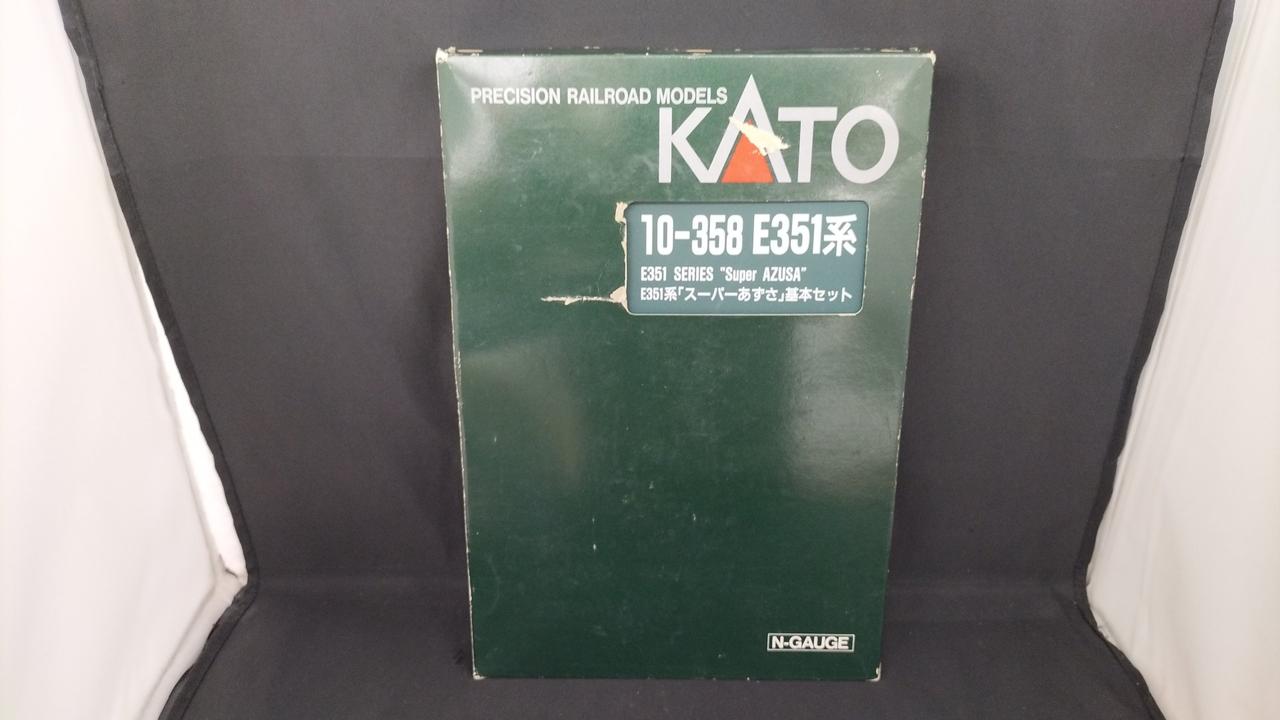 PRECISION RAILROAD MODELS
KATO
10-358 E351系
E351 SERIES "Super AZUSA"
E351系「スーパーあずさ」基本セット
N-GAUGE